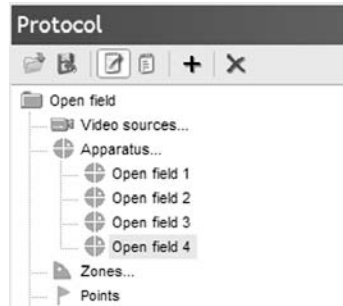 Protocol
Open field
Video sources...
Apparatus...
Open field 1
Open field 2
Open field 3
Open field 4
Zones...
Points